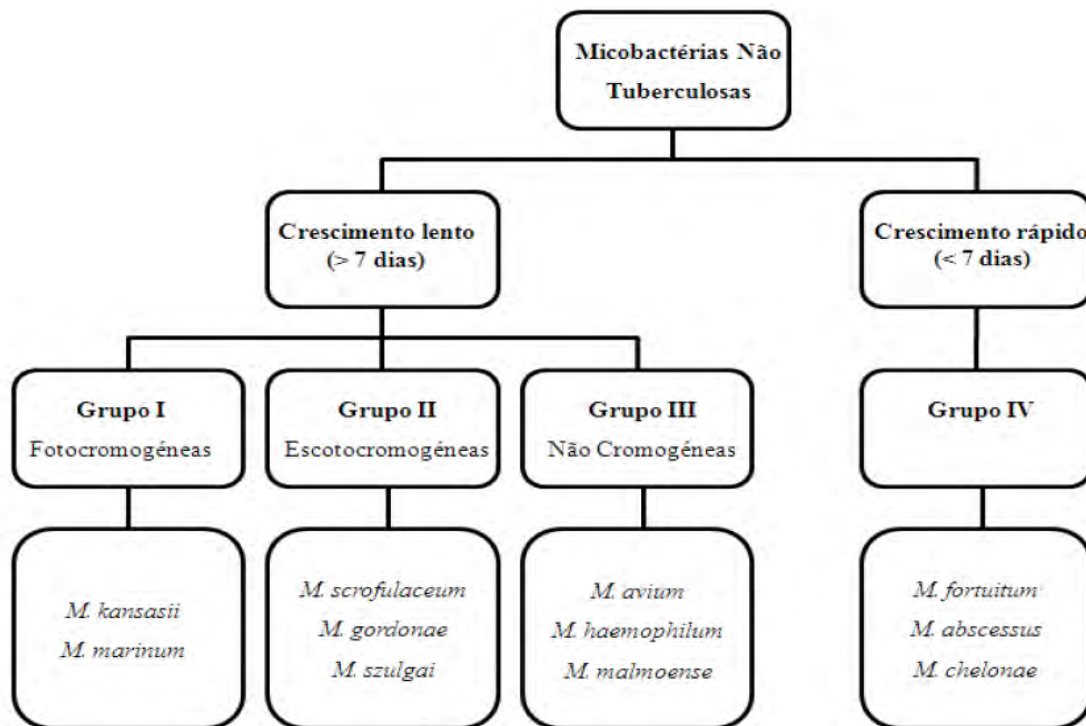 Micobactérias Não
Tuberculosas
Crescimento lento
(> 7 dias)
Crescimento rápido
(< 7 dias)
Grupo I
Fotocromogéneas
Grupo II
Escotocromogéneas
Grupo III
Não Cromogéneas
Grupo IV
M. kansasii
M. marinum
M. scrofulaceum
M. gordonae
M. szulgai
M. avium
M. haemophilum
M. malmoense
M. fortuitum
M. abscessus
M. chelonae